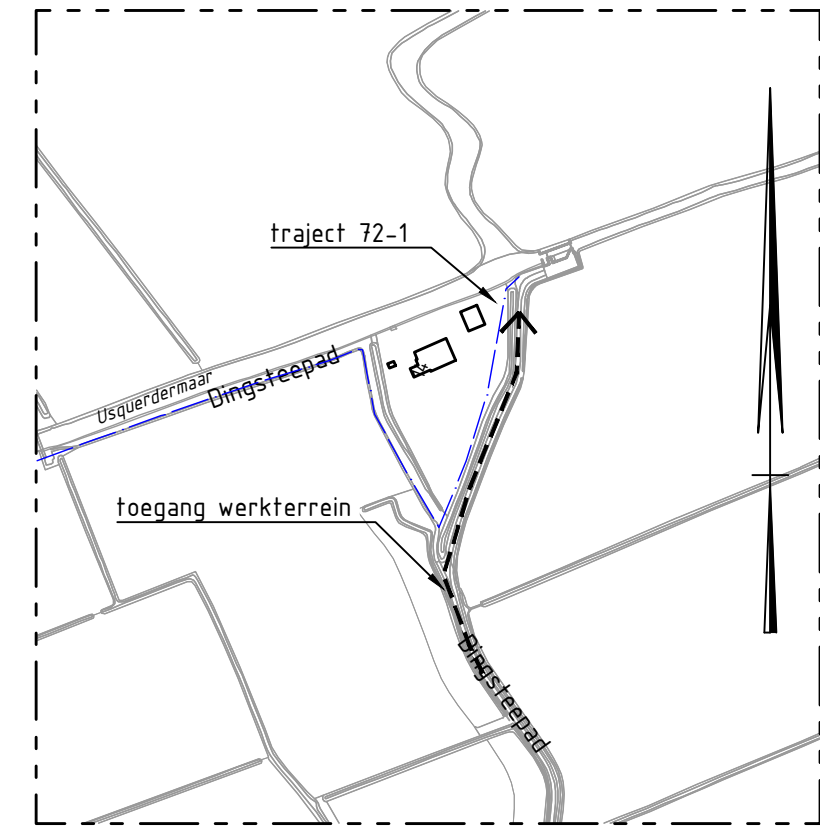 traject 72-1
Usquerdermaar
Dingsteepad
toegang werkterrein
Dingsteepad